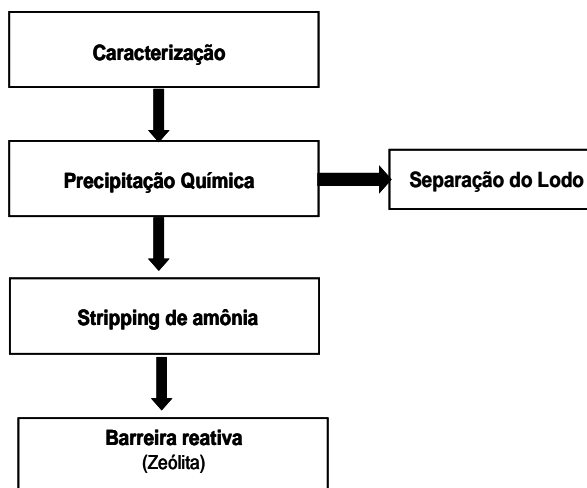 Caracterização
Precipitação Química
Separação do Lodo
Stripping de amônia
Barreira reativa
(Zeólita)